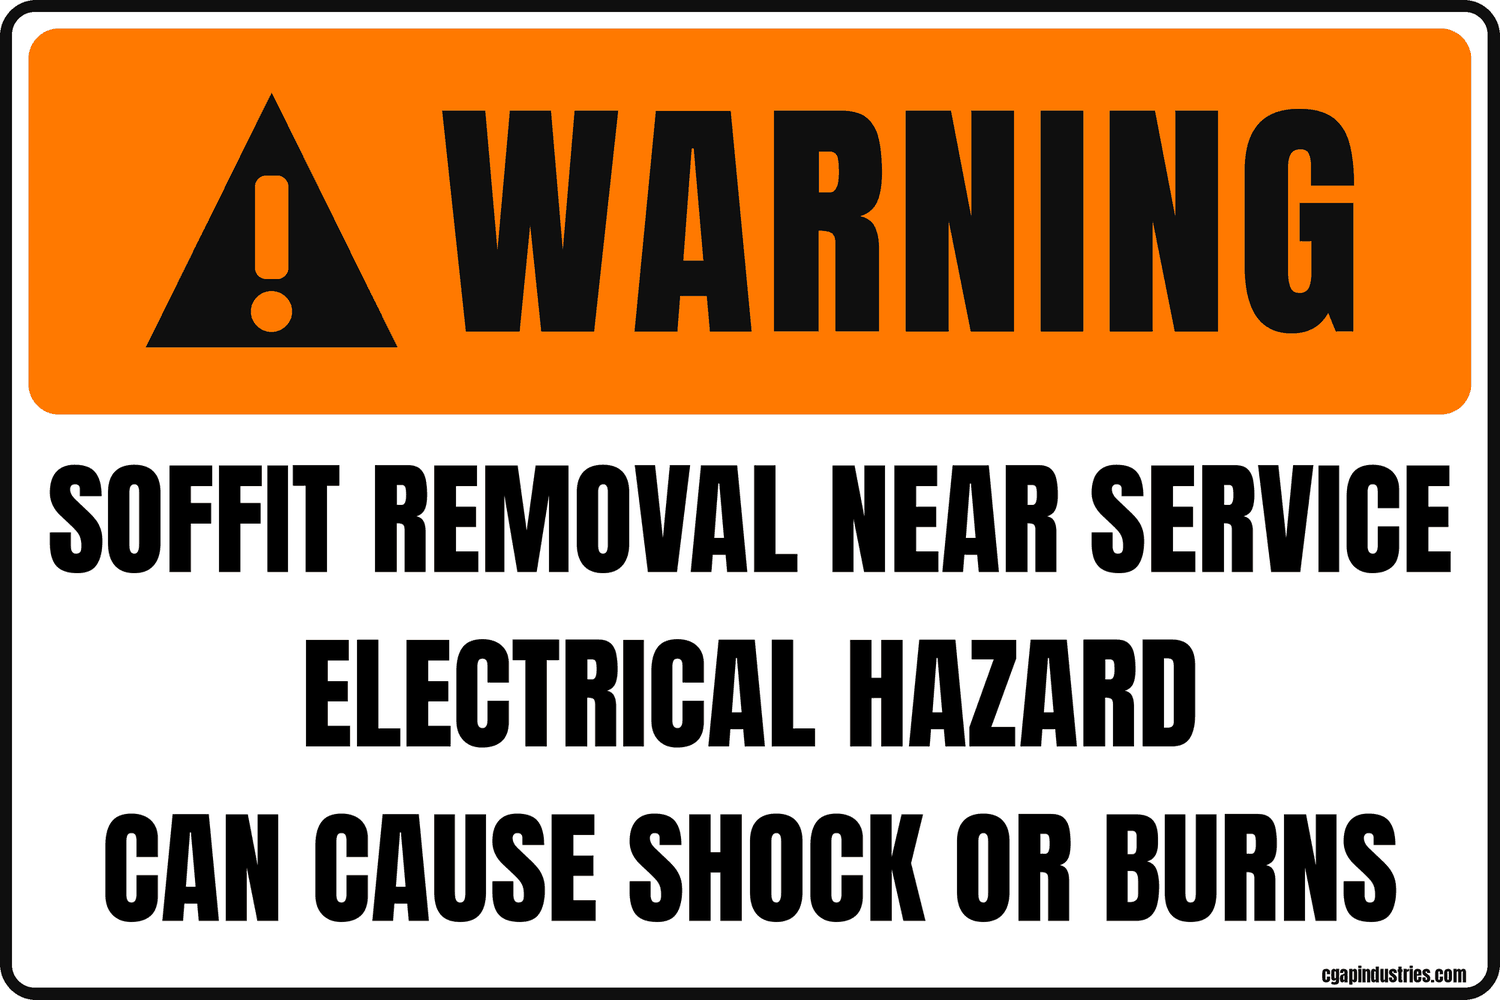 WARNING
SOFFIT REMOVAL NEAR SERVICE
ELECTRICAL HAZARD
CAN CAUSE SHOCK OR BURNS
cgapindustries.com